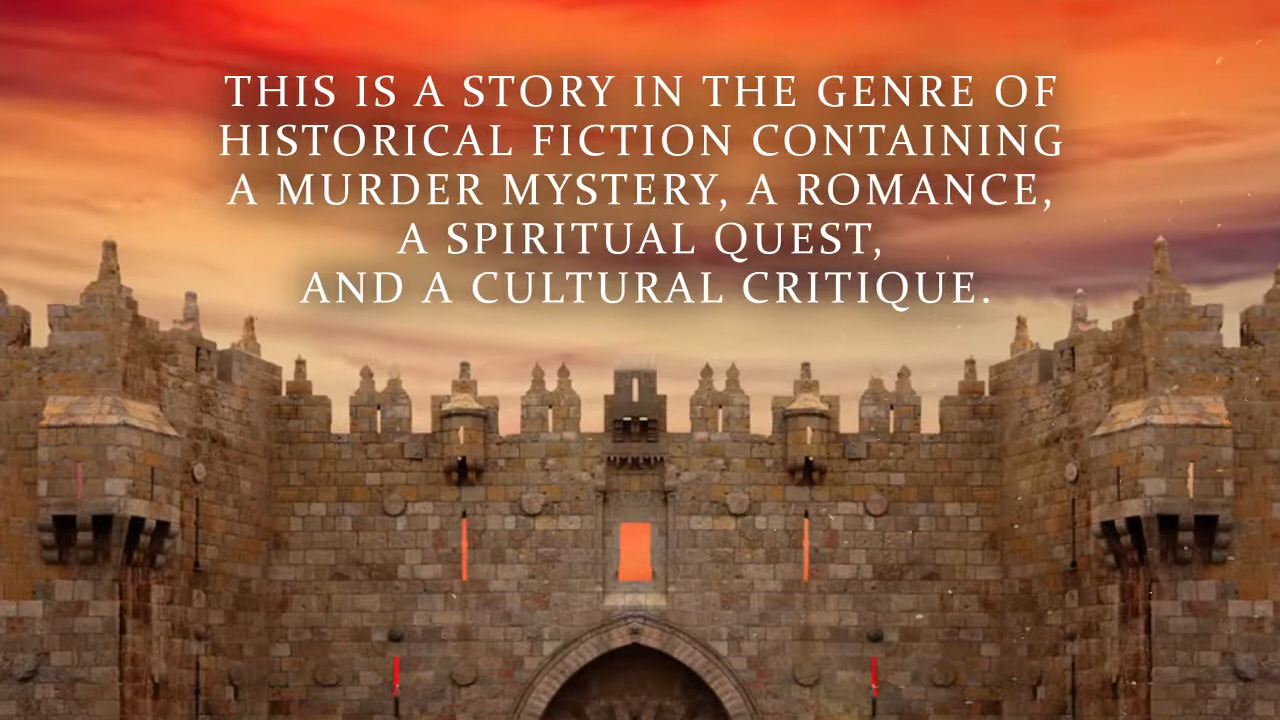 THIS IS A STORY IN THE GENRE OF
HISTORICAL FICTION CONTAINING
A MURDER MYSTERY, A ROMANCE,
A SPIRITUAL QUEST,
AND A CULTURAL CRITIQUE.